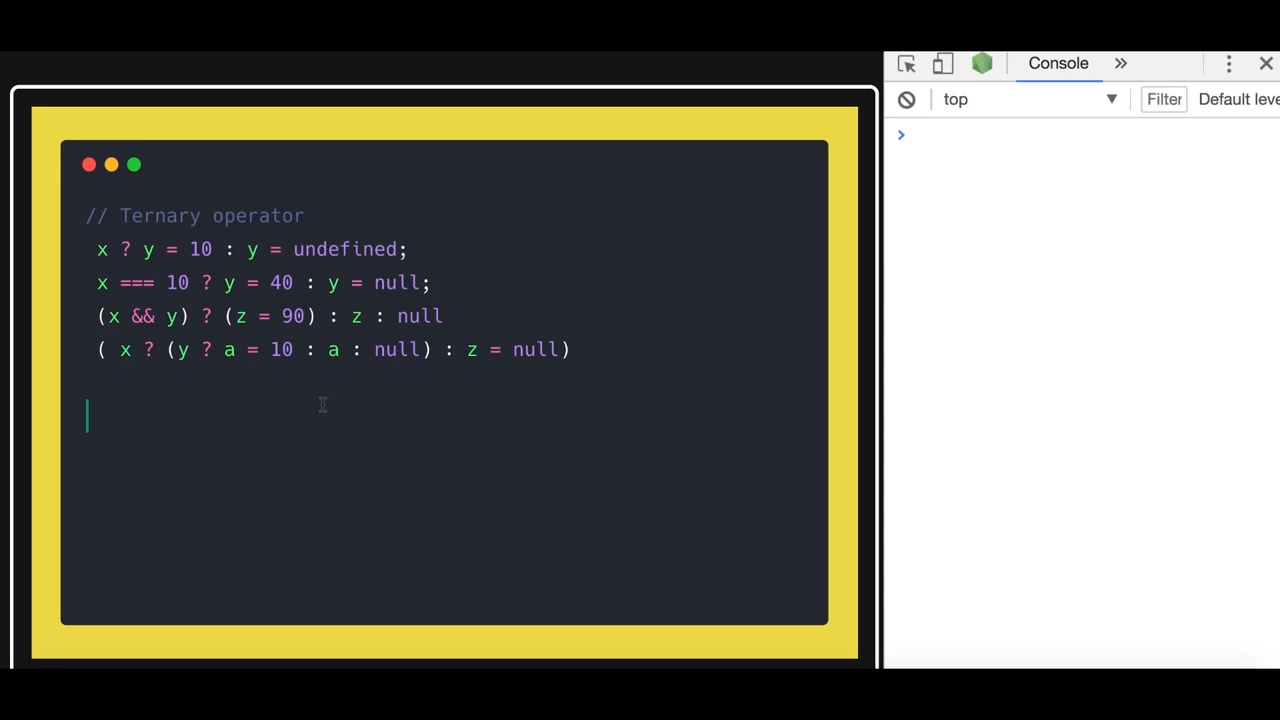 Console »
top ▼ Filter Default leve
// Ternary operator
x ? y = 10 : y = undefined;
x === 10 ? y = 40 : y = null;
(x && y) ? (z = 90) : z : null
( x ? (y ? a = 10 : a : null) : z = null)